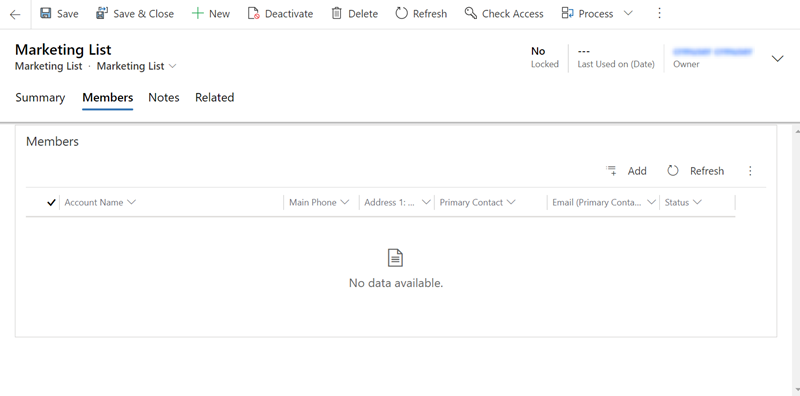 Save Save & Close New Deactivate Delete Refresh Check Access Process
Marketing List
Marketing List · Marketing List
No
Locked
---
Last Used on (Date)
Owner
Summary Members Notes Related
Members
Add Refresh
Account Name Main Phone Address 1: ... Primary Contact Email (Primary Conta... Status
No data available.